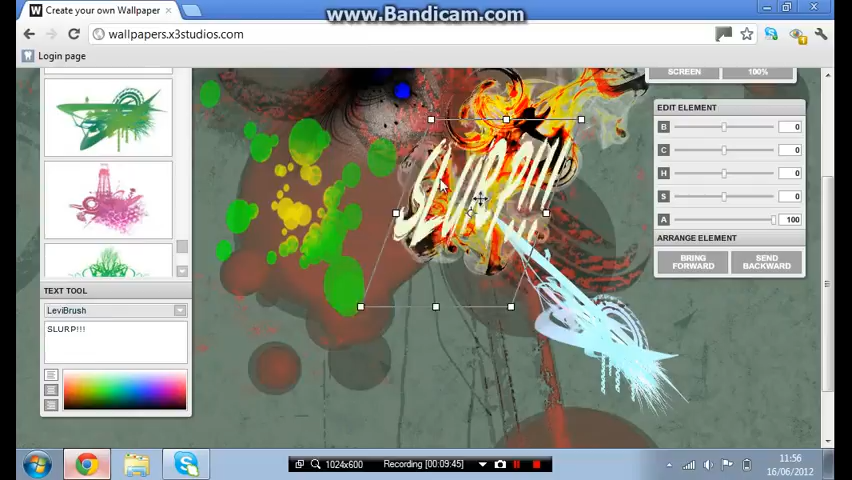 www.Bandicam.com
W Create your own Wallpaper
wallpapers.x3studios.com
Login page
SCREEN 100%
EDIT ELEMENT
B 0
C 0
H 0
S 0
A 100
ARRANGE ELEMENT
BRING FORWARD
SEND BACKWARD
SLURP!!!
TEXT TOOL
LeviBrush
SLURP!!!
1024x600 Recording [00:09:45]
11:56
16/06/2012